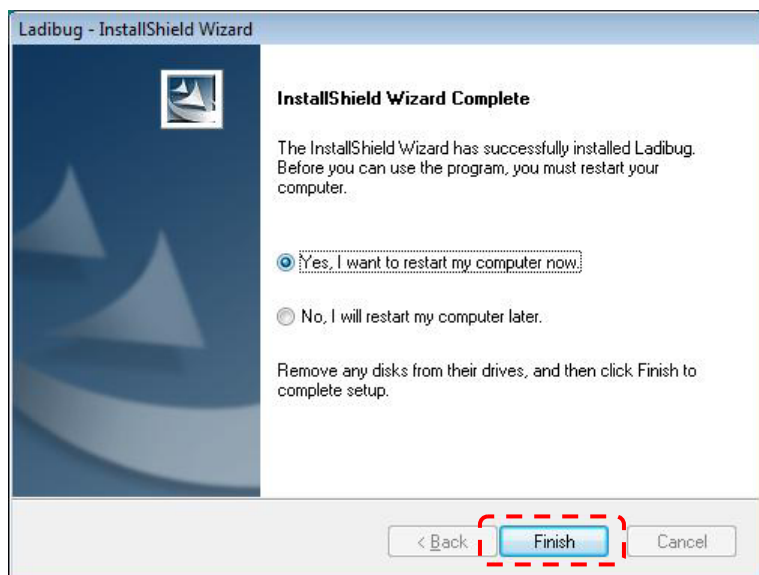 Ladibug - InstallShield Wizard
InstallShield Wizard Complete
The InstallShield Wizard has successfully installed Ladibug.
Before you can use the program, you must restart your
computer.
Yes, I want to restart my computer now.
No, I will restart my computer later.
Remove any disks from their drives, and then click Finish to
complete setup.
< Back Finish Cancel